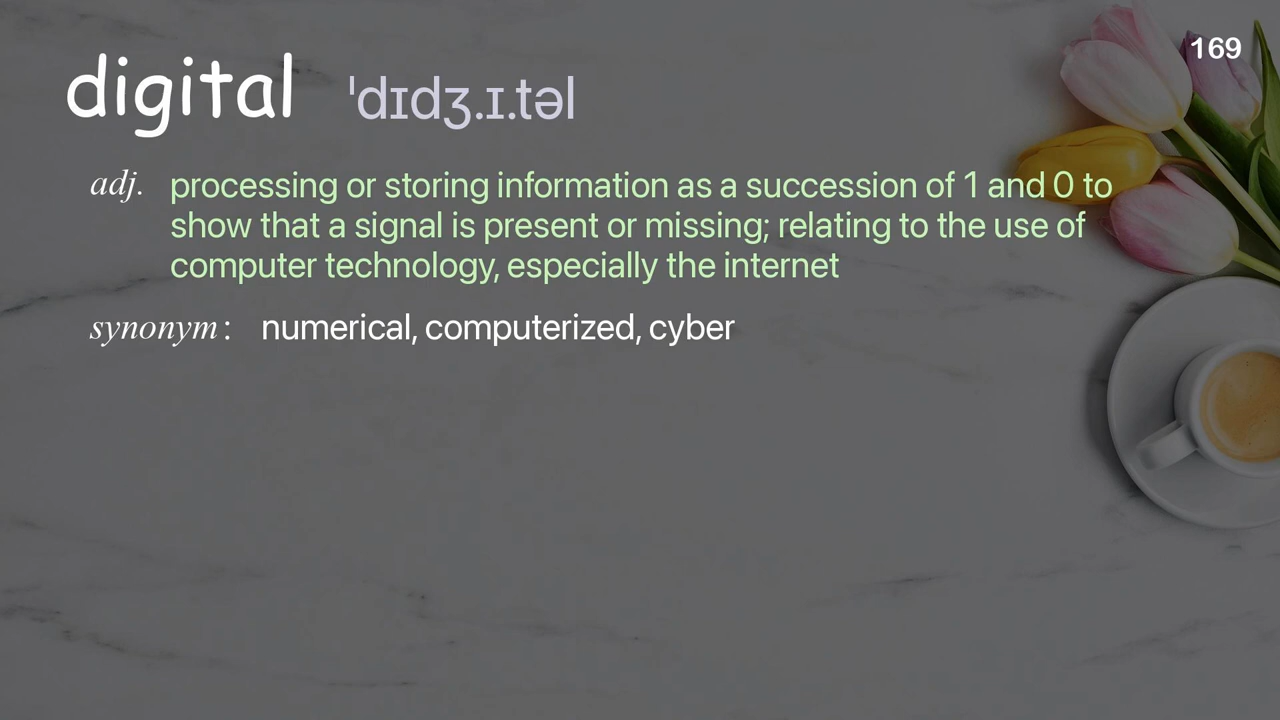 169
digital ˈdɪdʒ.ɪ.təl
adj. processing or storing information as a succession of 1 and 0 to
show that a signal is present or missing; relating to the use of
computer technology, especially the internet
synonym: numerical, computerized, cyber